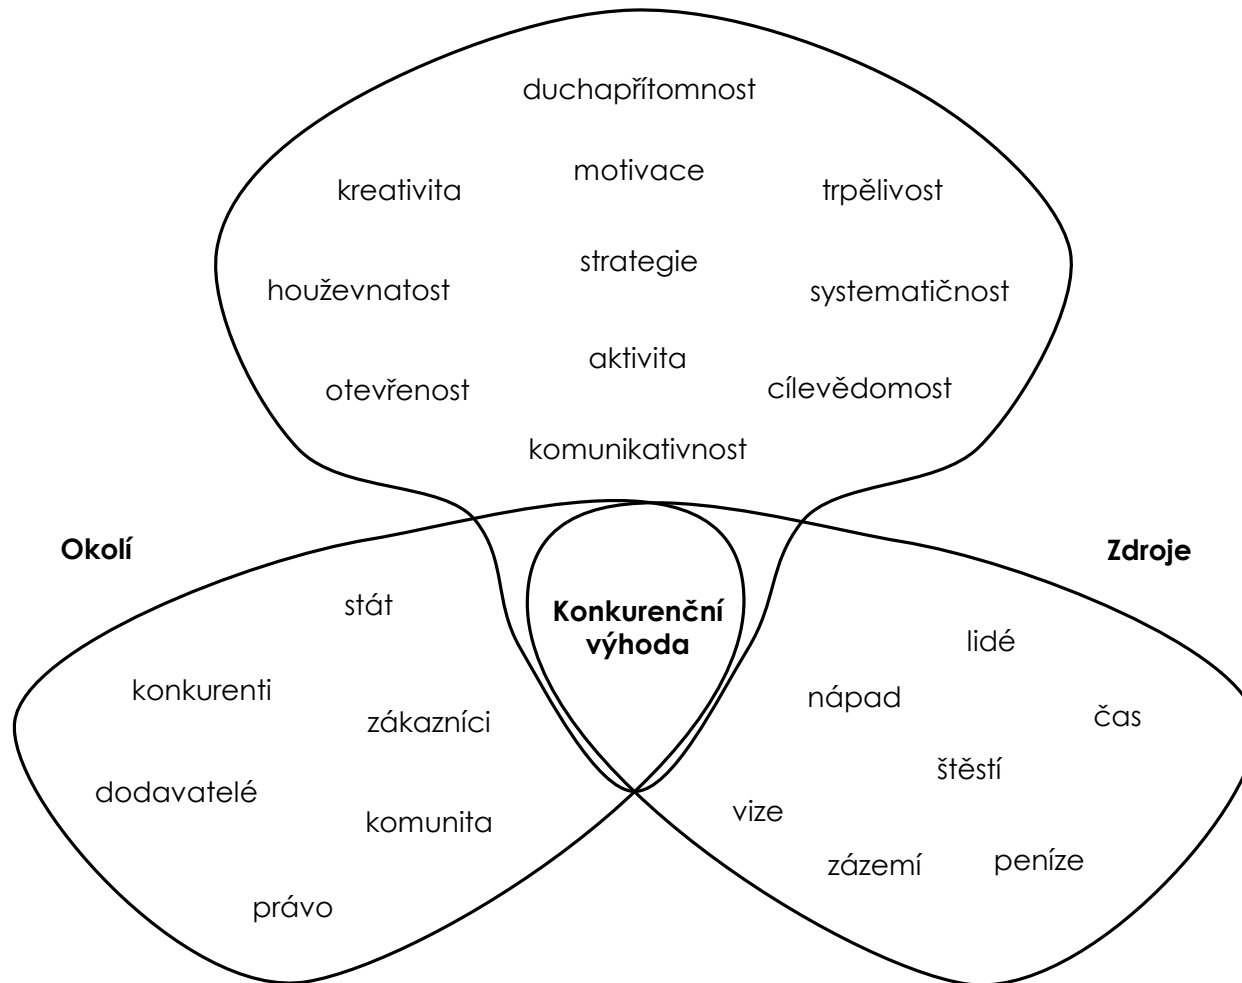 duchapřítomnost
motivace
kreativita
trpělivost
strategie
houževnatost
systematičnost
aktivita
otevřenost
cílevědomost
komunikativnost
Okolí
Zdroje
Konkurenční
výhoda
stát
konkurenti
zákazníci
dodavatelé
komunita
právo
lidé
nápad
čas
štěstí
vize
zázemí
peníze